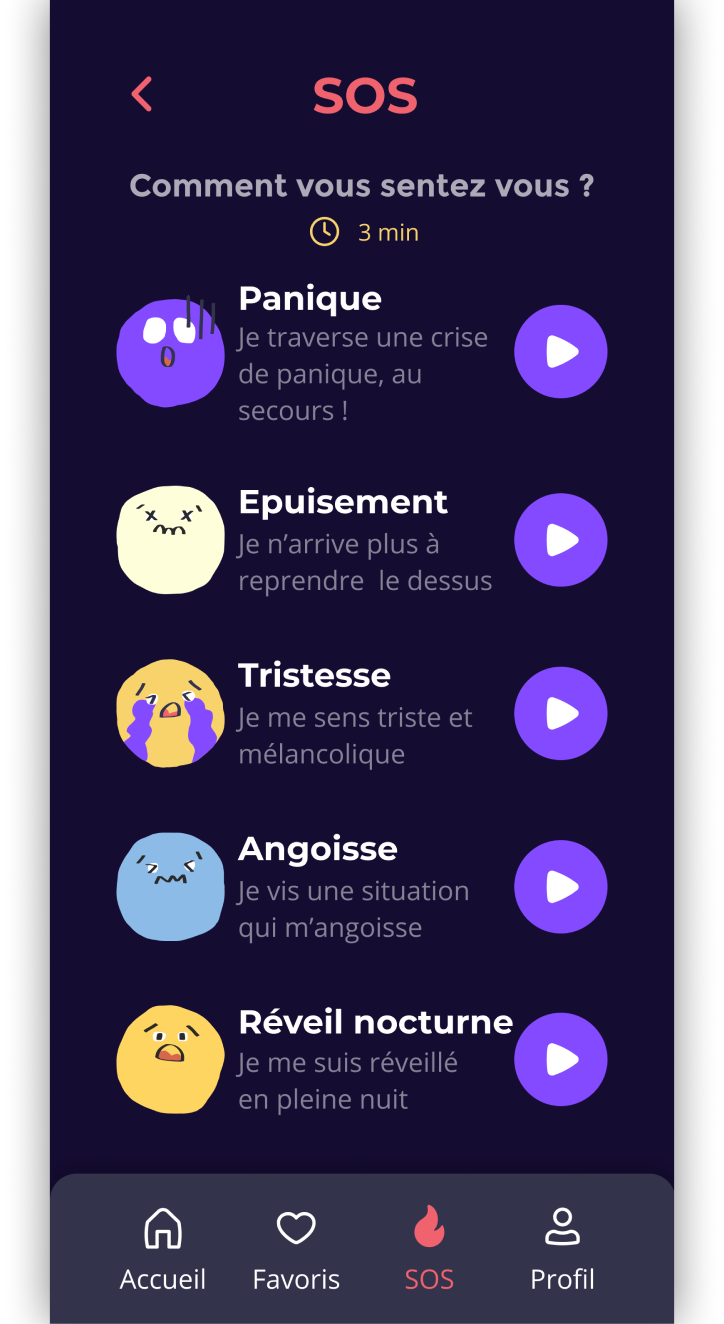 SOS
Comment vous sentez vous ?
3 min
Panique
Je traverse une crise
de panique, au
secours !
Epuisement
Je n’arrive plus à
reprendre  le dessus
Tristesse
Je me sens triste et
mélancolique
Angoisse
Je vis une situation
qui m’angoisse
Réveil nocturne
Je me suis réveillé
en pleine nuit
Accueil Favoris SOS Profil